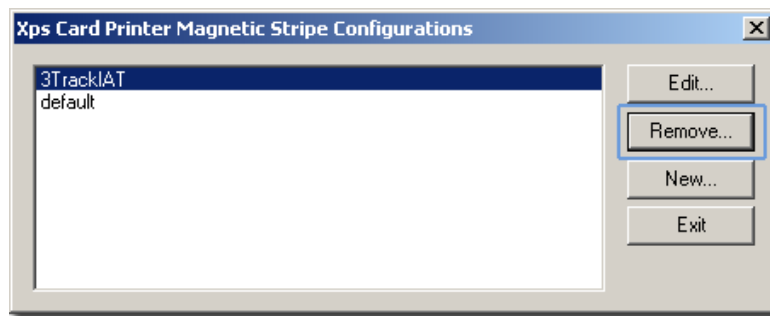 Xps Card Printer Magnetic Stripe Configurations
3TrackIAT
default
Edit...
Remove...
New...
Exit